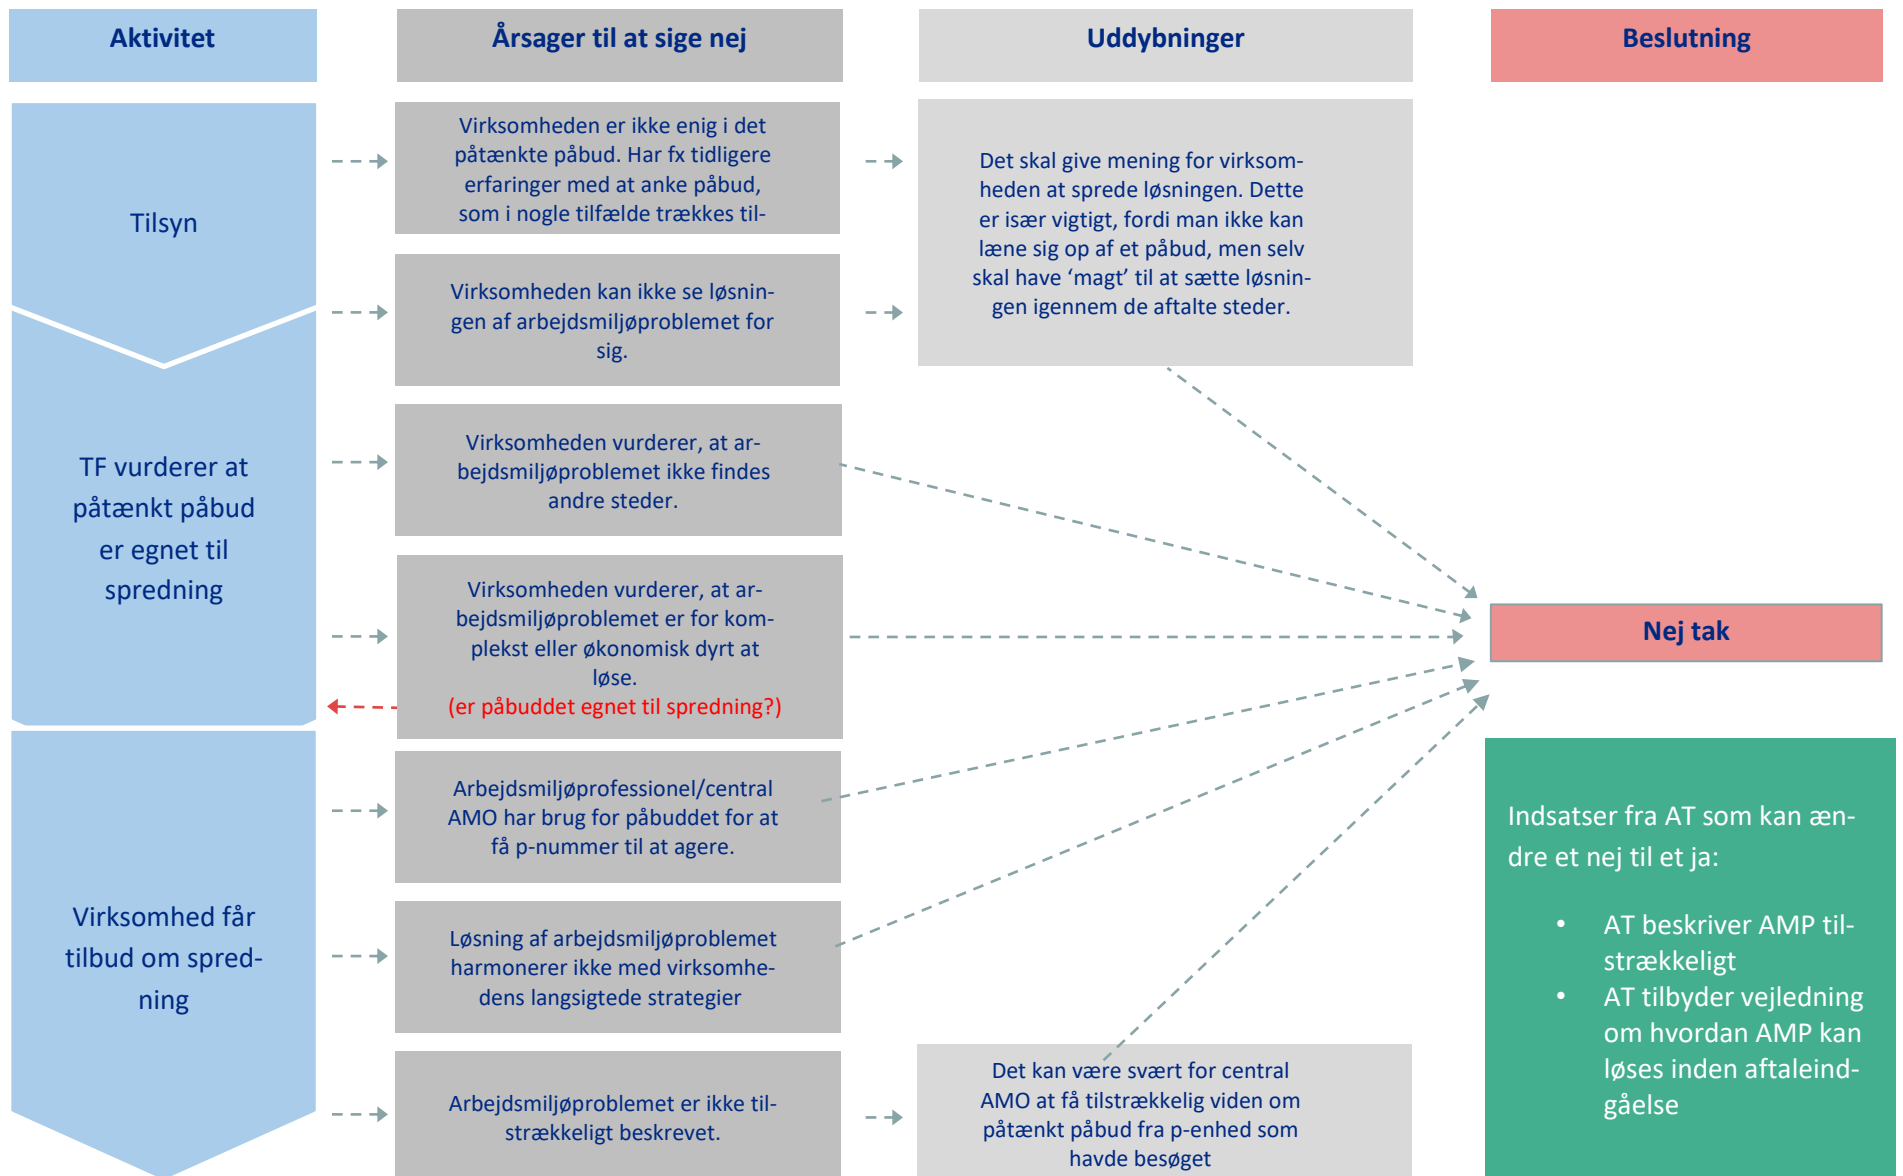 Aktivitet
Årsager til at sige nej
Uddybninger
Beslutning
Tilsyn
TF vurderer at
påtænkt påbud
er egnet til
spredning
Virksomhed får
tilbud om spred-
ning
Virksomheden er ikke enig i det
påtænkte påbud. Har fx tidligere
erfaringer med at anke påbud,
som i nogle tilfælde trækkes til-
Virksomheden kan ikke se løsnin-
gen af arbejdsmiljøproblemet for
sig.
Virksomheden vurderer, at ar-
bejdsmiljøproblemet ikke findes
andre steder.
Virksomheden vurderer, at ar-
bejdsmiljøproblemet er for kom-
plekst eller økonomisk dyrt at
løse.
(er påbuddet egnet til spredning?)
Arbejdsmiljøprofessionel/central
AMO har brug for påbuddet for at
få p-nummer til at agere.
Løsning af arbejdsmiljøproblemet
harmonerer ikke med virksomhe-
dens langsigtede strategier
Arbejdsmiljøproblemet er ikke til-
strækkeligt beskrevet.
Det skal give mening for virksom-
heden at sprede løsningen. Dette
er især vigtigt, fordi man ikke kan
læne sig op af et påbud, men selv
skal have ‘magt’ til at sætte løsnin-
gen igennem de aftalte steder.
Det kan være svært for central
AMO at få tilstrækkelig viden om
påtænkt påbud fra p-enhed som
havde besøget
Nej tak
Indsatser fra AT som kan æn-
dre et nej til et ja:
• AT beskriver AMP til-
strækkeligt
• AT tilbyder vejledning
om hvordan AMP kan
løses inden aftaleind-
gåelse